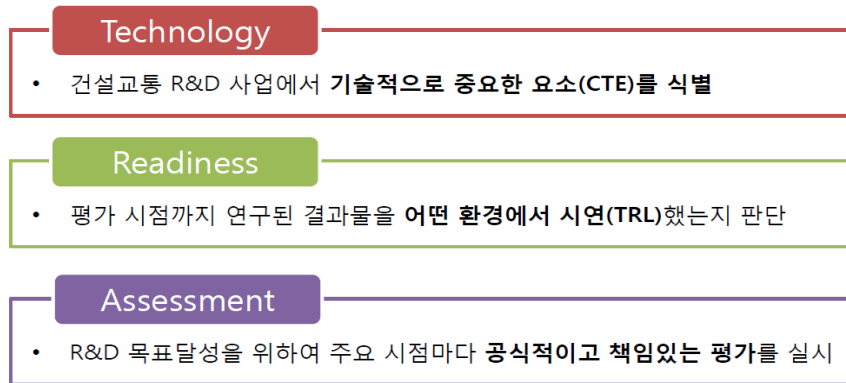 Technology
• 건설교통 R&D 사업에서 기술적으로 중요한 요소(CTE)를 식별
Readiness
• 평가 시점까지 연구된 결과물을 어떤 환경에서 시연(TRL)했는지 판단
Assessment
• R&D 목표달성을 위하여 주요 시점마다 공식적이고 책임있는 평가를 실시